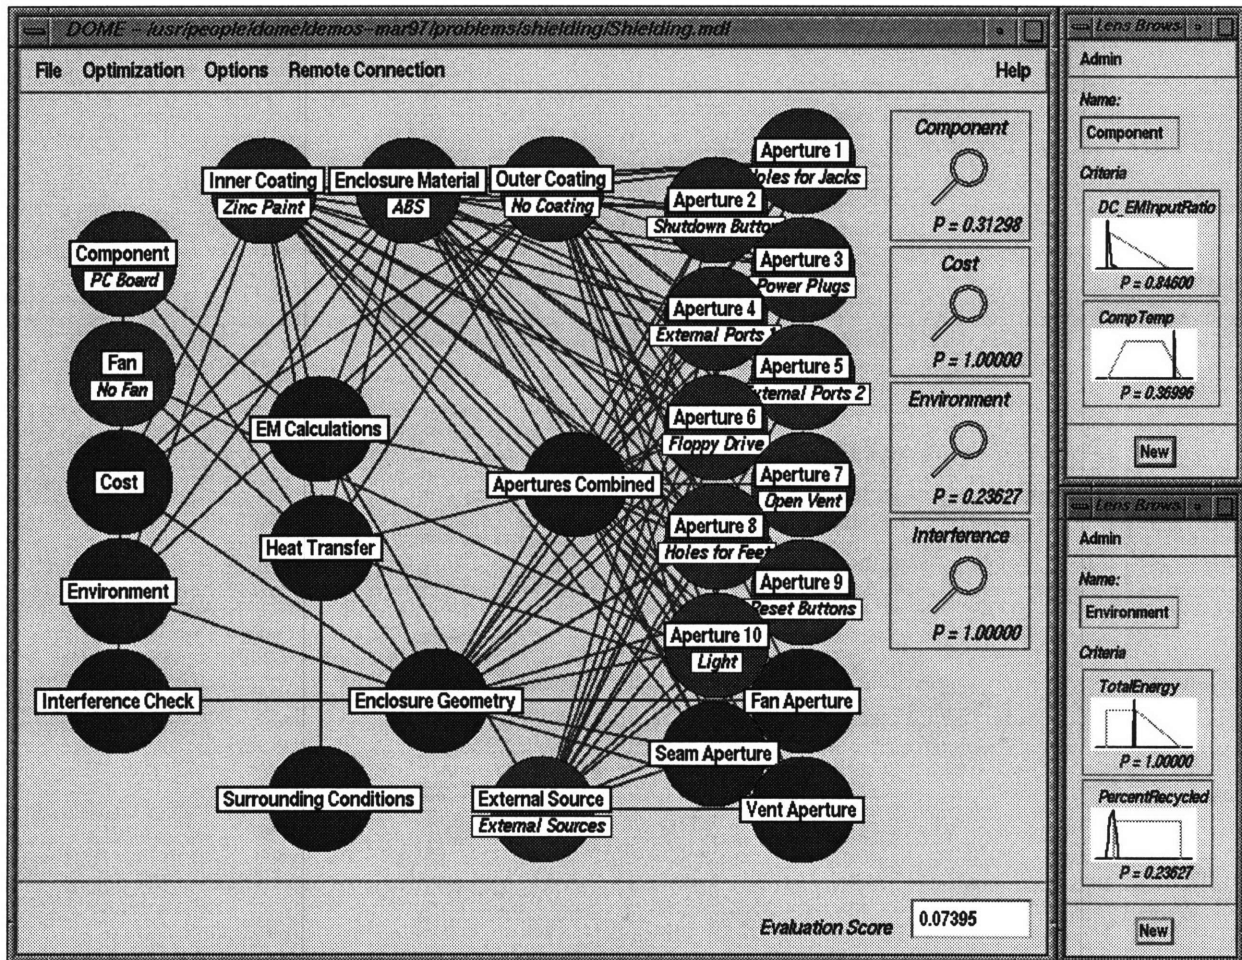 DOME - /usr/people/dome/demos-mar97/problems/shielding/Shielding.mdf
File Optimization Options Remote Connection Help
Inner Coating
Zinc Paint
Enclosure Material
ABS
Outer Coating
No Coating
Aperture 1
Holes for Jacks
Aperture 2
Shutdown Button
Component
PC Board
Aperture 3
Power Plugs
Aperture 4
External Ports 1
Fan
No Fan
Aperture 5
External Ports 2
EM Calculations
Aperture 6
Floppy Drive
Cost
Apertures Combined
Aperture 7
Open Vent
Heat Transfer
Aperture 8
Holes for Feet
Environment
Aperture 9
Reset Buttons
Aperture 10
Light
Interference Check
Enclosure Geometry
Fan Aperture
Seam Aperture
Surrounding Conditions
External Source
External Sources
Vent Aperture
Component
P = 0.31298
Cost
P = 1.00000
Environment
P = 0.23627
Interference
P = 1.00000
Evaluation Score 0.07395
Lens Brows
Admin
Name:
Component
Criteria
DC_EMInputRatio
P = 0.84600
CompTemp
P = 0.36996
New
Lens Brows
Admin
Name:
Environment
Criteria
TotalEnergy
P = 1.00000
PercentRecycled
P = 0.23627
New